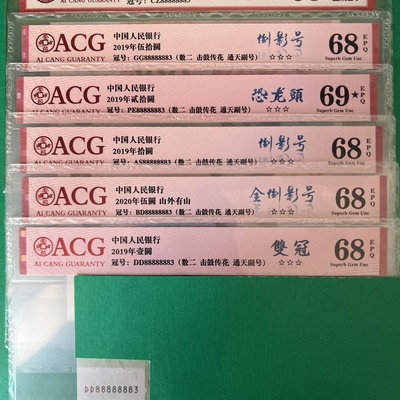 AI CANG GUARANTY
冠号：CZ88888883
ACG
AI CANG GUARANTY
中国人民银行
2019年伍拾圆
冠号：GG88888883（数二 击鼓传花 通天副号）
倒影号
☆☆☆
68 EPQ
Superb Gem Unc
ACG
AI CANG GUARANTY
中国人民银行
2019年贰拾圆
冠号：PE88888883（数二 击鼓传花 通天副号）
恐龙頭
☆☆☆
69★ EPQ
Superb Gem Unc
ACG
AI CANG GUARANTY
中国人民银行
2019年拾圆
冠号：AS88888883（数二 击鼓传花 通天副号）
倒影号
☆☆☆
68 EPQ
Superb Gem Unc
ACG
AI CANG GUARANTY
中国人民银行
2020年伍圆 山外有山
冠号：BD88888883（数二 击鼓传花 通天副号）
全倒影号
☆☆☆
68 EPQ
Superb Gem Unc
ACG
AI CANG GUARANTY
中国人民银行
2019年壹圆
冠号：DD88888883（数二 击鼓传花 通天副号）
雙冠
☆☆☆
68 EPQ
Superb Gem Unc
DD88888883